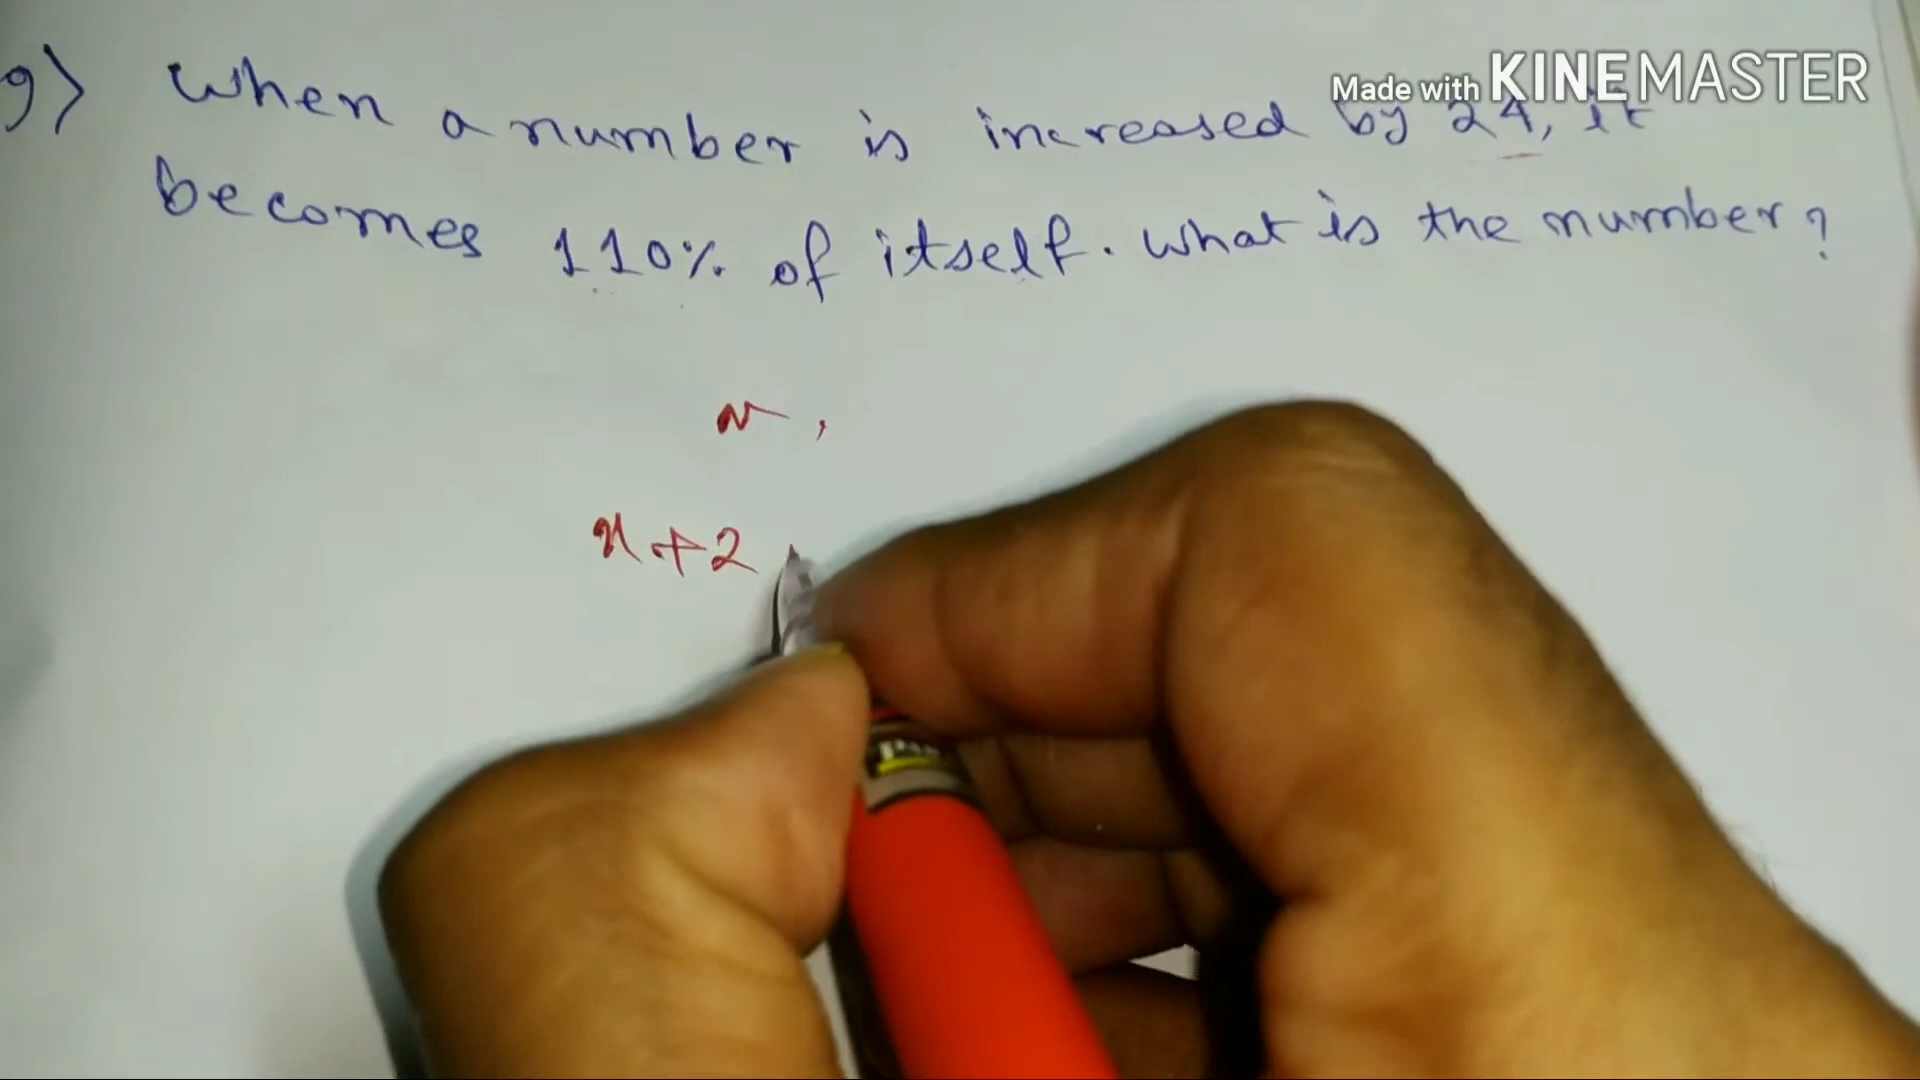 Made with KINEMASTER
9) When a number is increased by 24, it
becomes 110% of itself. What is the number?
x,
x+2